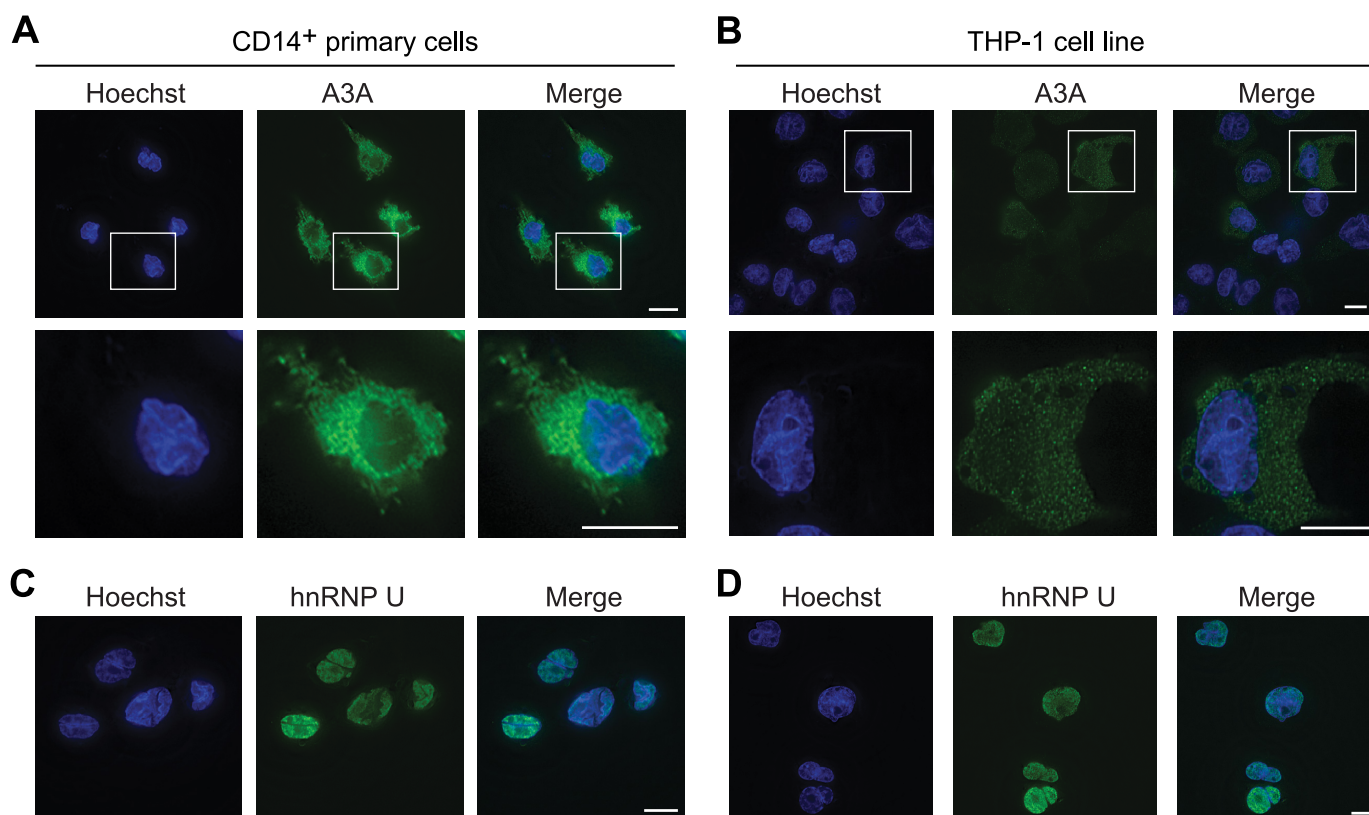 A
CD14+ primary cells
Hoechst A3A Merge
B
THP-1 cell line
Hoechst A3A Merge
C
Hoechst hnRNP U Merge
D
Hoechst hnRNP U Merge